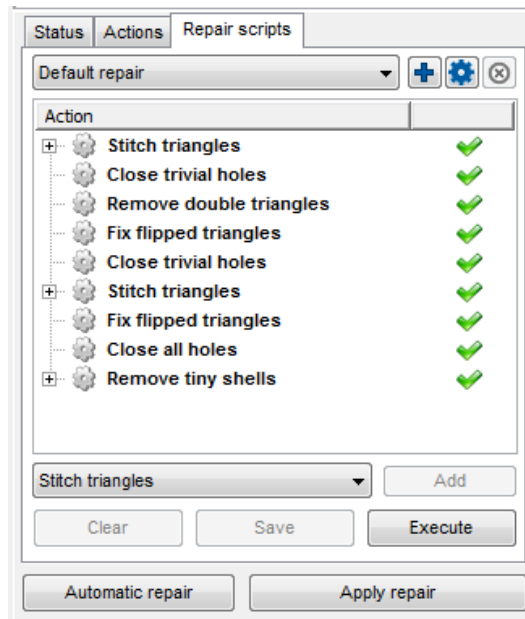 Status Actions Repair scripts
Default repair
Action
Stitch triangles
Close trivial holes
Remove double triangles
Fix flipped triangles
Close trivial holes
Stitch triangles
Fix flipped triangles
Close all holes
Remove tiny shells
Stitch triangles Add
Clear Save Execute
Automatic repair Apply repair